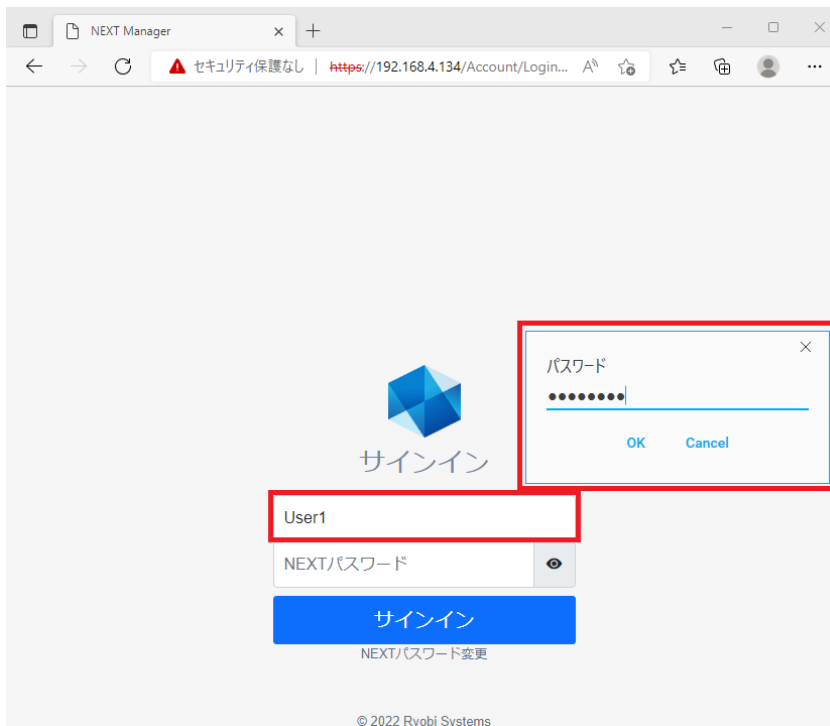 NEXT Manager
セキュリティ保護なし | https://192.168.4.134/Account/Login...
パスワード
●●●●●●●●
OK Cancel
サインイン
User1
NEXTパスワード
サインイン
NEXTパスワード変更
© 2022 Ryobi Systems